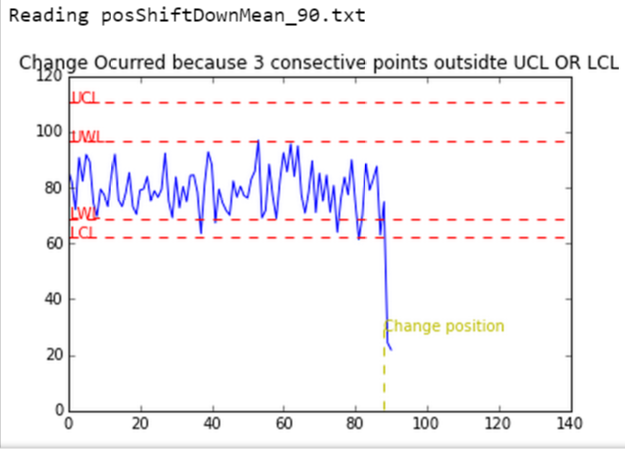 Reading posShiftDownMean_90.txt
Change Ocurred because 3 consective points outsidte UCL OR LCL
120
UCL
100
UWL
80
LWL
LCL
60
40
Change position
20
0
0 20 40 60 80 100 120 140